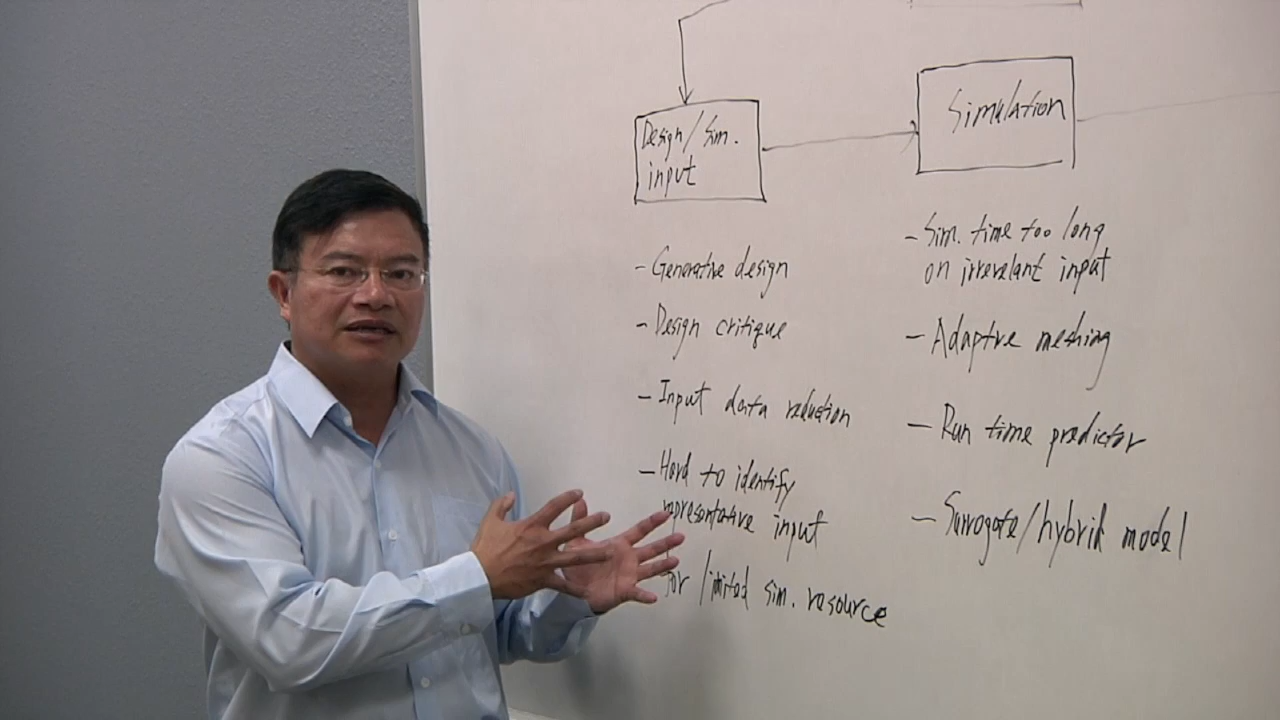 Design/Sim.
input
- Generative design
- Design critique
- Input data reduction
- Hard to identify
representative input
for limited sim. resource
Simulation
- Sim. time too long
on irrevelant input
- Adaptive meshing
- Run time predictor
- Surrogate/hybrid model